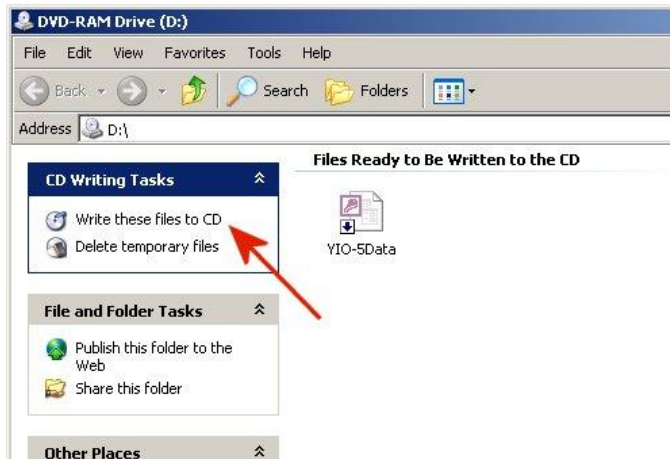 DVD-RAM Drive (D:)
File Edit View Favorites Tools Help
Back Search Folders
Address D:\
Files Ready to Be Written to the CD
CD Writing Tasks
Write these files to CD
Delete temporary files
YIO-5Data
File and Folder Tasks
Publish this folder to the
Web
Share this folder
Other Places